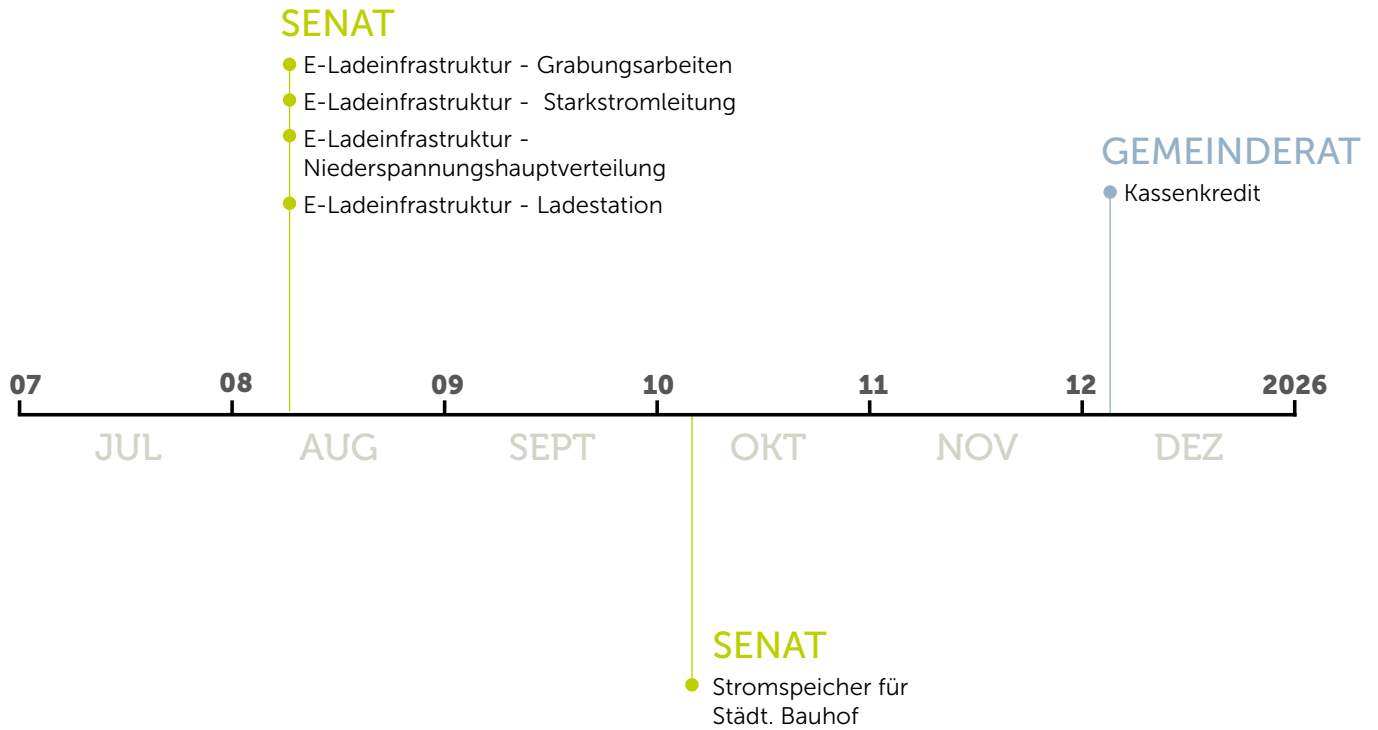 SENAT
E-Ladeinfrastruktur - Grabungsarbeiten
E-Ladeinfrastruktur - Starkstromleitung
E-Ladeinfrastruktur -
Niederspannungshauptverteilung
E-Ladeinfrastruktur - Ladestation
GEMEINDERAT
Kassenkredit
07 08 09 10 11 12 2026
JUL AUG SEPT OKT NOV DEZ
SENAT
Stromspeicher für
Städt. Bauhof